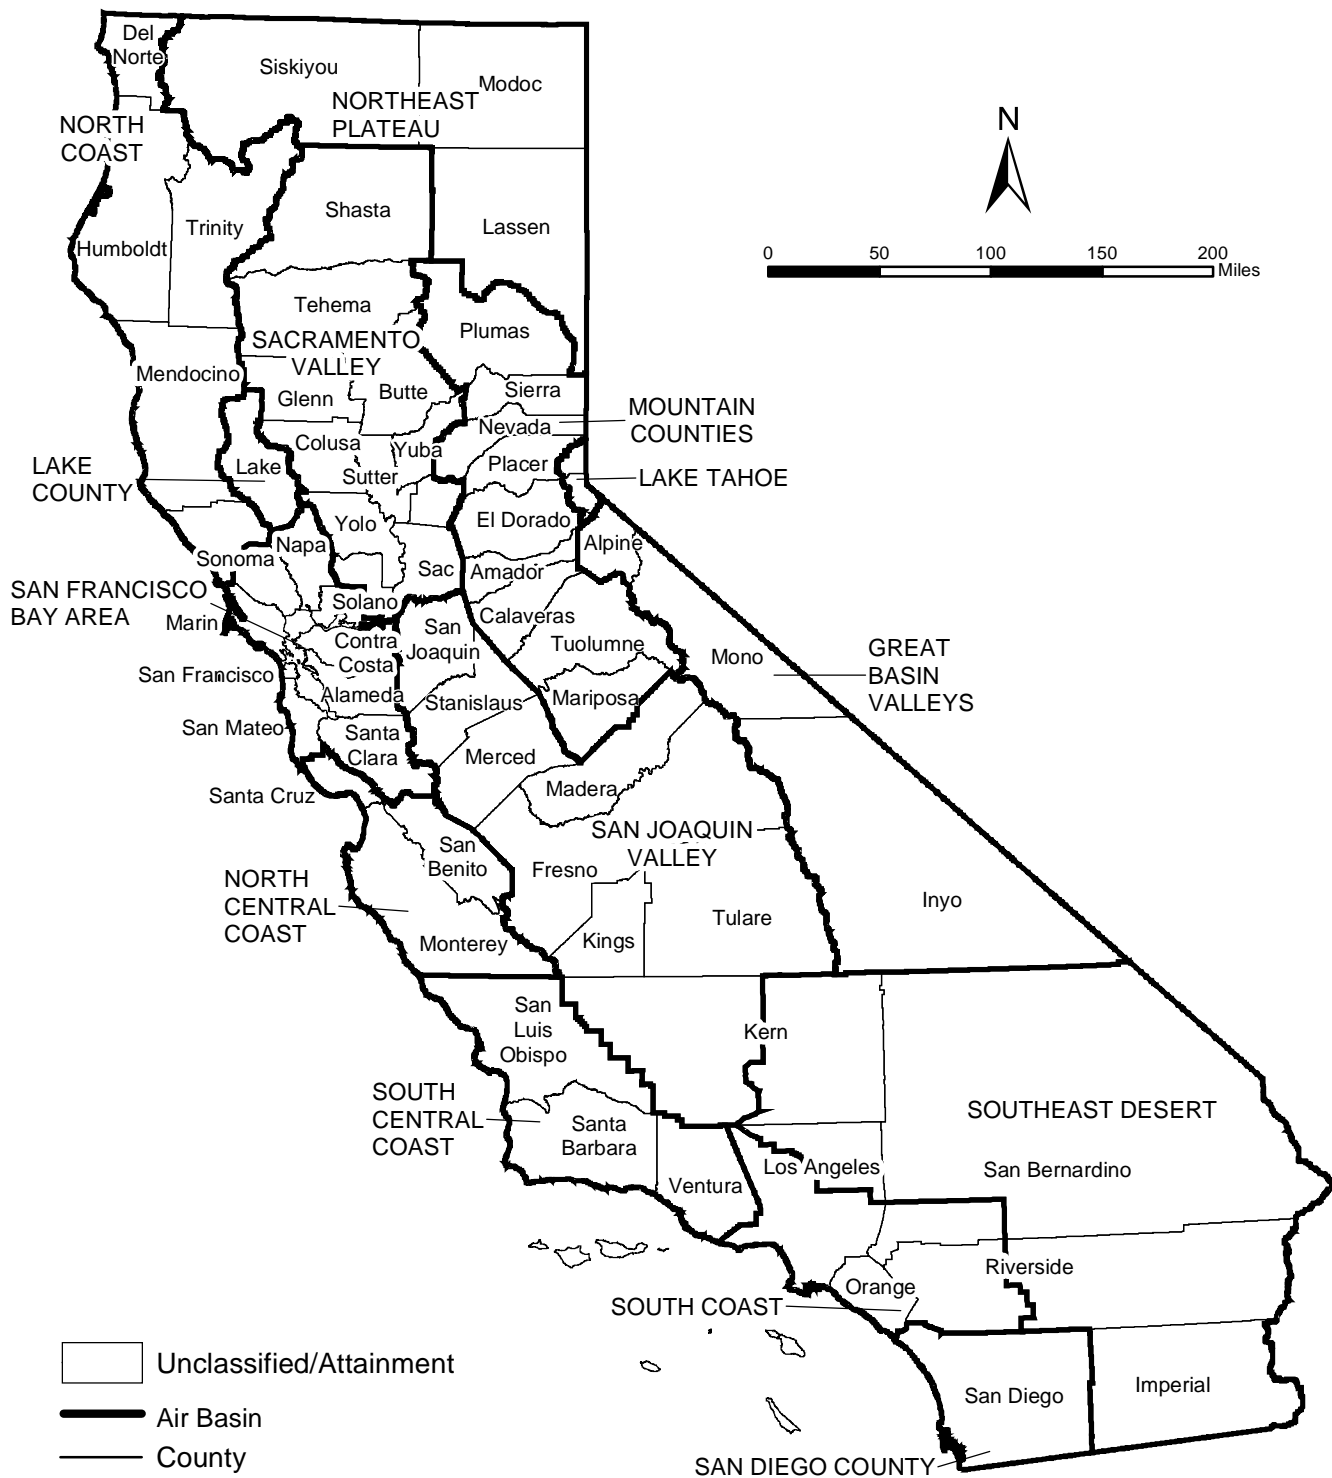 Del
Norte
Siskiyou
Modoc
NORTHEAST
PLATEAU
NORTH
COAST
N
Shasta
Trinity
Lassen
Humboldt
0 50 100 150 200
Miles
Tehema
Plumas
SACRAMENTO
VALLEY
Mendocino
Glenn
Butte
Sierra
MOUNTAIN
COUNTIES
Nevada
Colusa
Yuba
Placer
LAKE
COUNTY
Lake
Sutter
LAKE TAHOE
Yolo
El Dorado
Napa
Alpine
Sonoma
Sac
Amador
SAN FRANCISCO
BAY AREA
Solano
Marin
Calaveras
Contra
Costa
San
Joaquin
Tuolumne
Mono
GREAT
BASIN
VALLEYS
San Francisco
Alameda
Stanislaus
Mariposa
San Mateo
Santa
Clara
Merced
Santa Cruz
Madera
SAN JOAQUIN
VALLEY
San
Benito
Fresno
NORTH
CENTRAL
COAST
Inyo
Tulare
Monterey
Kings
San
Luis
Obispo
Kern
SOUTH
CENTRAL
COAST
Santa
Barbara
SOUTHEAST DESERT
Los Angeles
San Bernardino
Ventura
Riverside
Orange
SOUTH COAST
Unclassified/Attainment
San Diego
Imperial
Air Basin
County
SAN DIEGO COUNTY